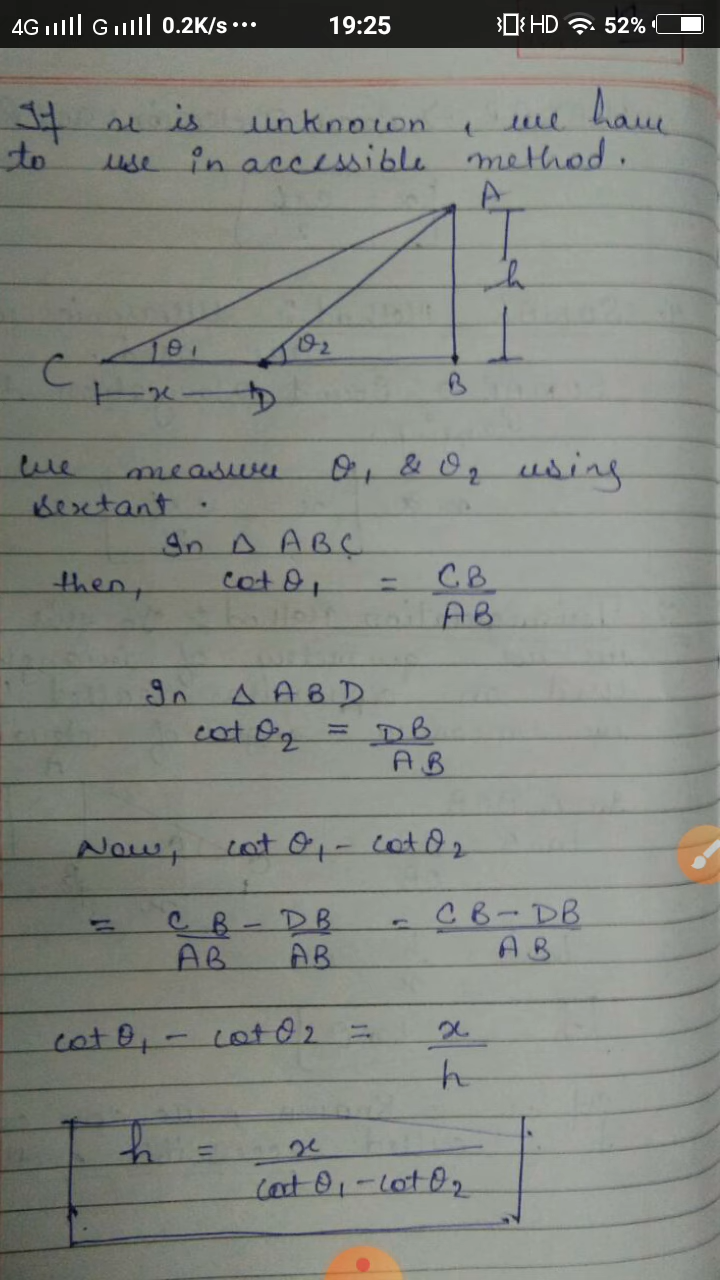 4G G 0.2K/s ••• 19:25 HD 52%
If x is unknown, we have
to use inaccessible method.
A
h
θ₁ θ₂
C
x D B
we measure θ₁ & θ₂ using
sextant.
In Δ ABC
then, cot θ₁ = CB/AB
In Δ ABD
cot θ₂ = DB/AB
Now, cot θ₁ - cot θ₂
= CB/AB - DB/AB = CB-DB/AB
cot θ₁ - cot θ2 = x/h
h = x/cot θ₁ - cot θ₂